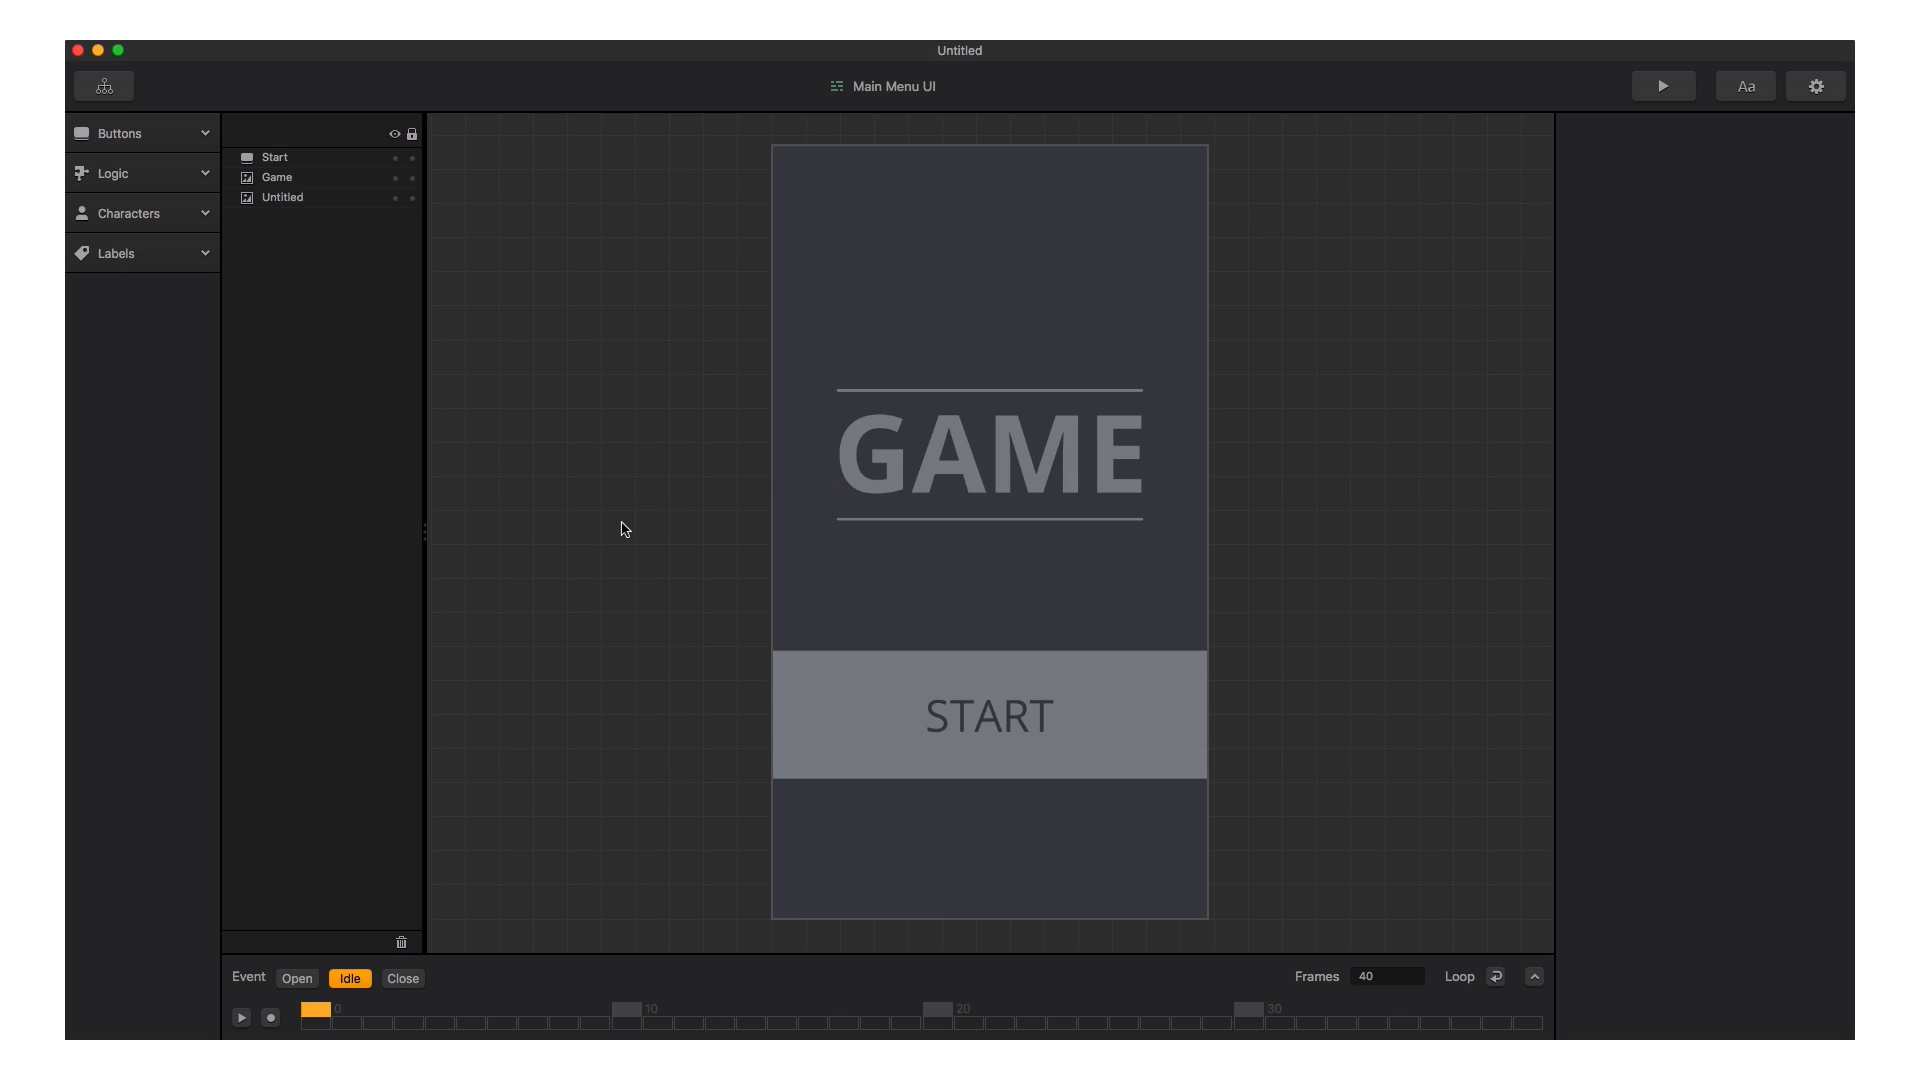 Untitled
Main Menu UI
Aa
Buttons
Logic
Characters
Labels
Start
Game
Untitled
GAME
START
Event
Open
Idle
Close
Frames
40
Loop
0
10
20
30